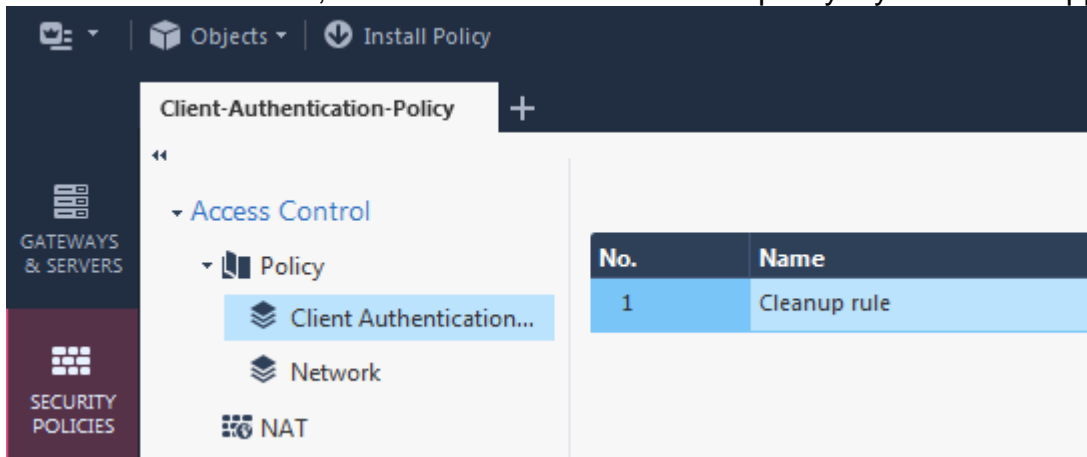 Objects
Install Policy
Client-Authentication-Policy
Access Control
GATEWAYS
& SERVERS
Policy
No. Name
Client Authentication...
1 Cleanup rule
Network
SECURITY
POLICIES
NAT